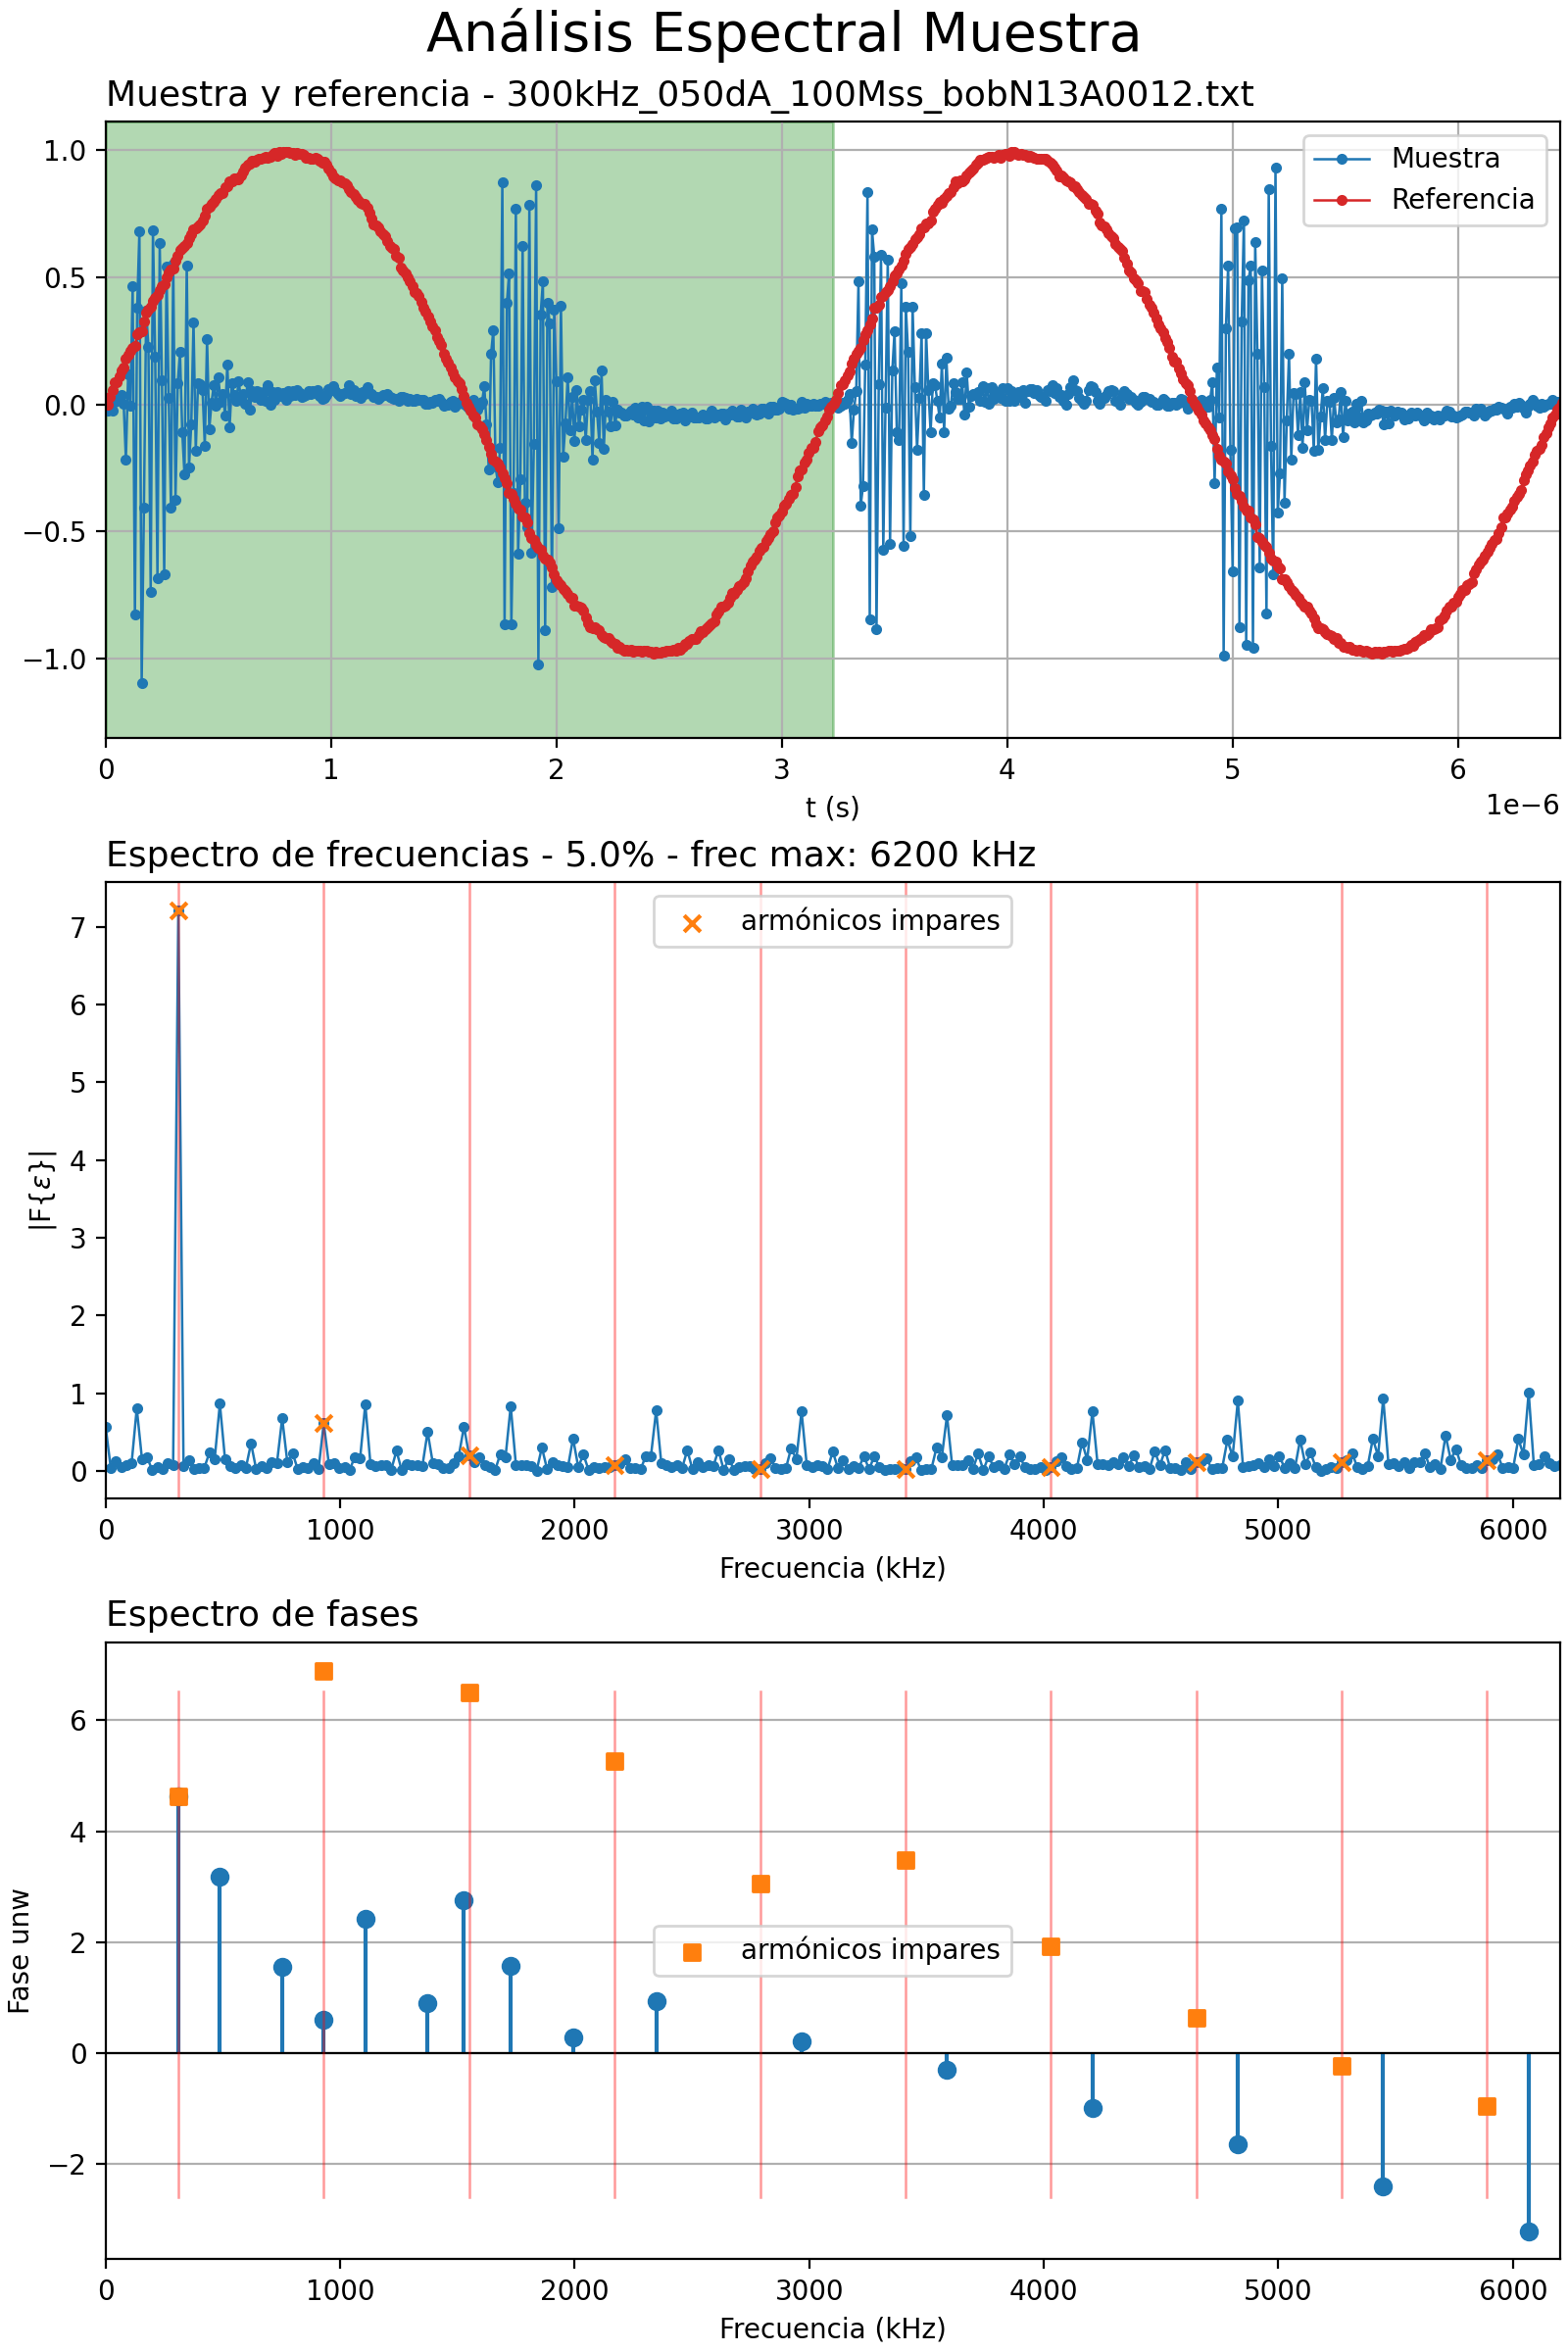 Análisis Espectral Muestra
Muestra y referencia - 300kHz_050dA_100Mss_bobN13A0012.txt
Muestra
Referencia
1.0
0.5
0.0
−0.5
−1.0
0 1 2 3 4 5 6
t (s)
1e−6
Espectro de frecuencias - 5.0% - frec max: 6200 kHz
armónicos impares
|F{ε}|
7
6
5
4
3
2
1
0
0 1000 2000 3000 4000 5000 6000
Frecuencia (kHz)
Espectro de fases
armónicos impares
Fase unw
6
4
2
0
−2
0 1000 2000 3000 4000 5000 6000
Frecuencia (kHz)